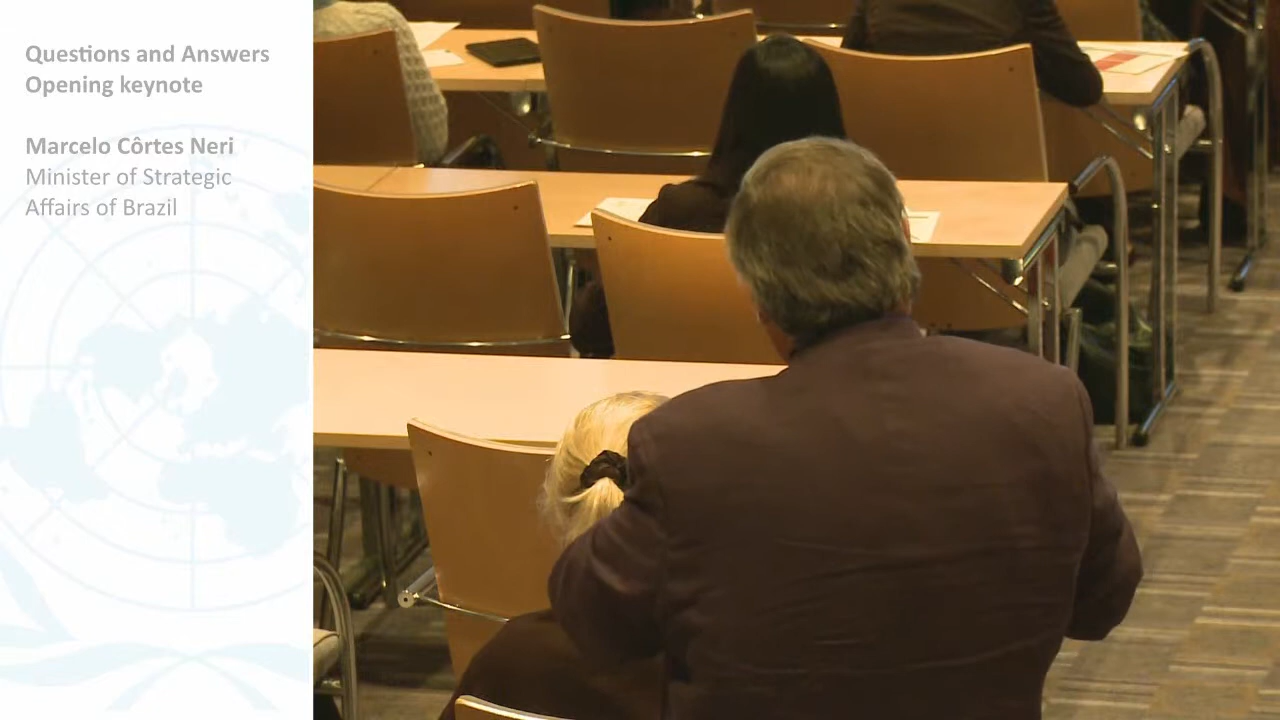 Questions and Answers
Opening keynote
Marcelo Côrtes Neri
Minister of Strategic
Affairs of Brazil